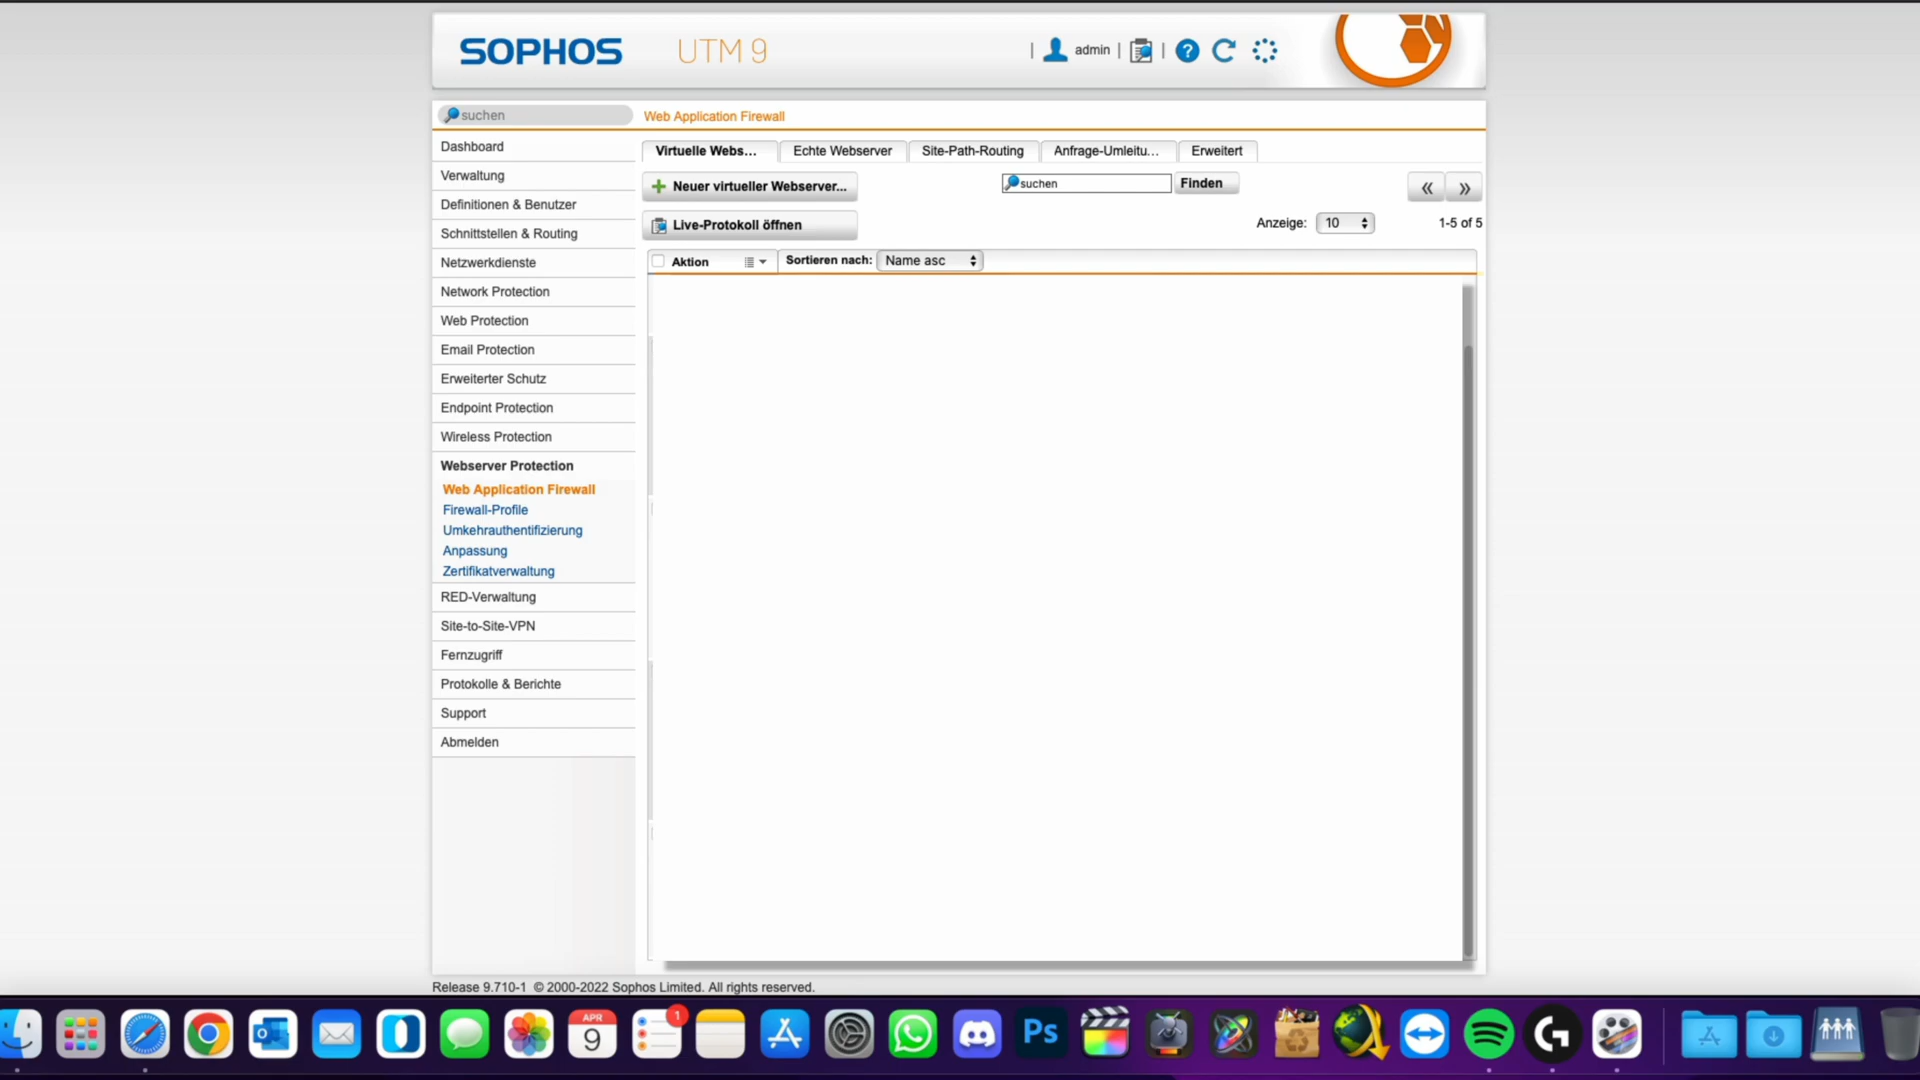 SOPHOS UTM 9 | admin | |
suchen
Web Application Firewall
Dashboard
Verwaltung
Definitionen & Benutzer
Schnittstellen & Routing
Netzwerkdienste
Network Protection
Web Protection
Email Protection
Erweiterter Schutz
Endpoint Protection
Wireless Protection
Webserver Protection
Web Application Firewall
Firewall-Profile
Umkehrauthentifizierung
Anpassung
Zertifikatverwaltung
RED-Verwaltung
Site-to-Site-VPN
Fernzugriff
Protokolle & Berichte
Support
Abmelden
Virtuelle Webs... Echte Webserver Site-Path-Routing Anfrage-Umleitu... Erweitert
Neuer virtueller Webserver... suchen Finden « »
Live-Protokoll öffnen Anzeige: 10 1-5 of 5
Aktion Sortieren nach: Name asc
Release 9.710-1 © 2000-2022 Sophos Limited. All rights reserved.
APR
9
1
Ps